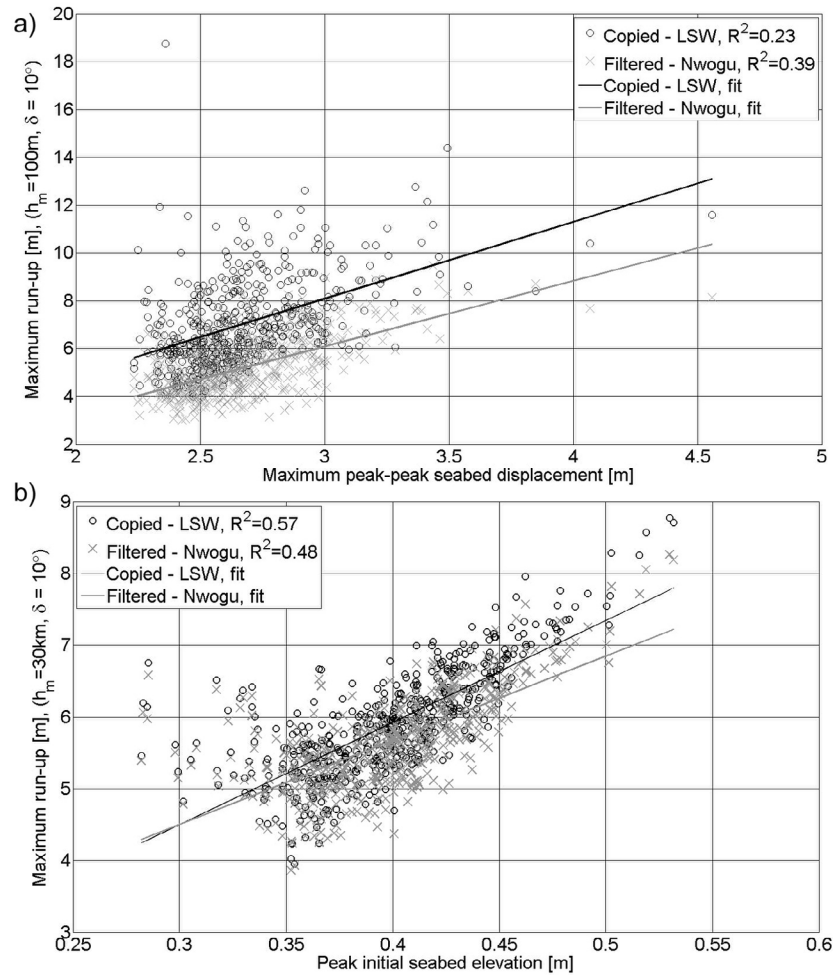 a)
20
18
16
14
12
10
8
6
4
2
Maximum run-up [m], (h_m=100m, δ = 10°)
Copied - LSW, R²=0.23
Filtered - Nwogu, R²=0.39
Copied - LSW, fit
Filtered - Nwogu, fit
2 2.5 3 3.5 4 4.5 5
Maximum peak-peak seabed displacement [m]
b)
9
8
7
6
5
4
3
Maximum run-up [m], (h_m=30km, δ = 10°)
Copied - LSW, R²=0.57
Filtered - Nwogu, R²=0.48
Copied - LSW, fit
Filtered - Nwogu, fit
0.25 0.3 0.35 0.4 0.45 0.5 0.55 0.6
Peak initial seabed elevation [m]